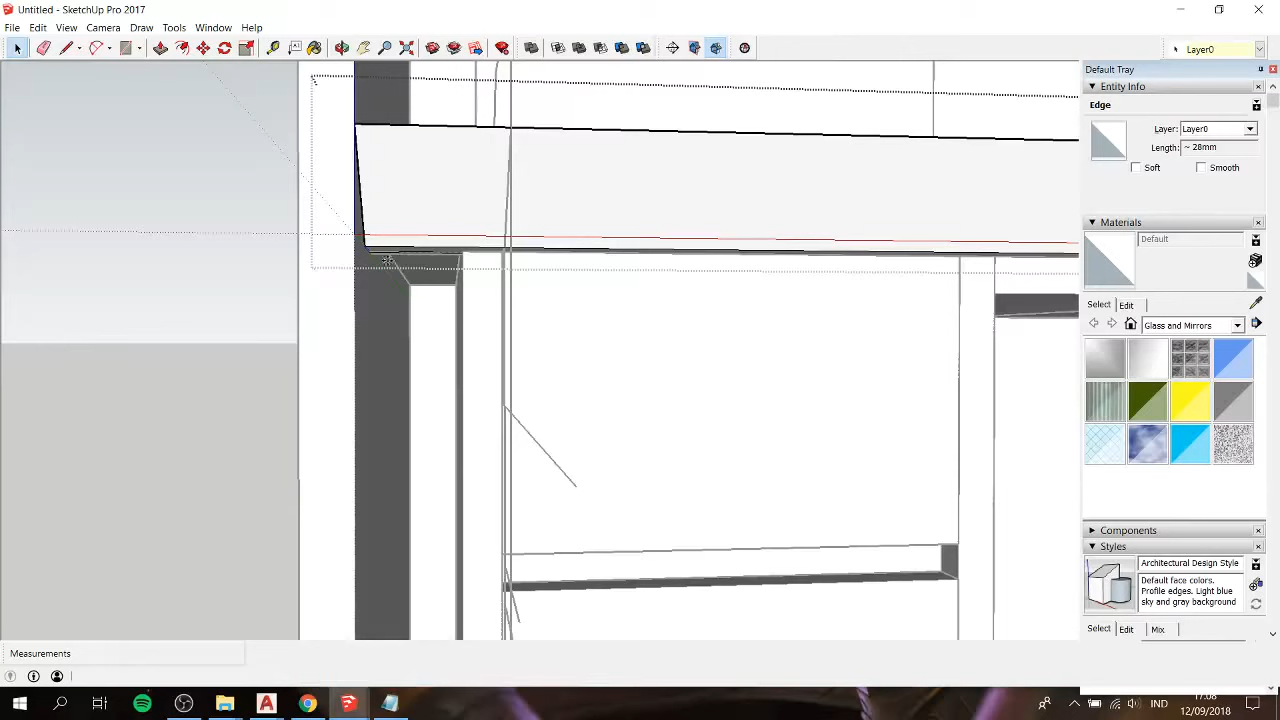 Untitled - SketchUp Pro 2017
File Edit View Camera Draw Tools Window Help
Layer0
Default Tray
Entity Info
Edge
Layer:
Layer0
Length: ~ 28mm
Soft
Smooth
Materials
Default
Select Edit
Glass and Mirrors
Components
Styles
Architectural Design Style
Default face colors.
Profile edges. Light blue
sky and gray background
Select Edit Mix
Measurements
IND
17:08
12/09/2018